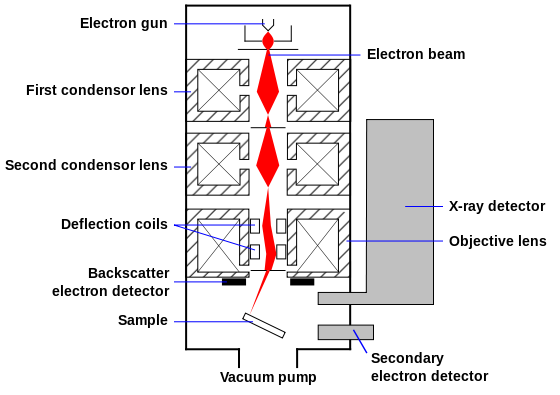 Electron gun
Electron beam
First condensor lens
Second condensor lens
X-ray detector
Deflection coils
Objective lens
Backscatter
electron detector
Sample
Secondary
electron detector
Vacuum pump